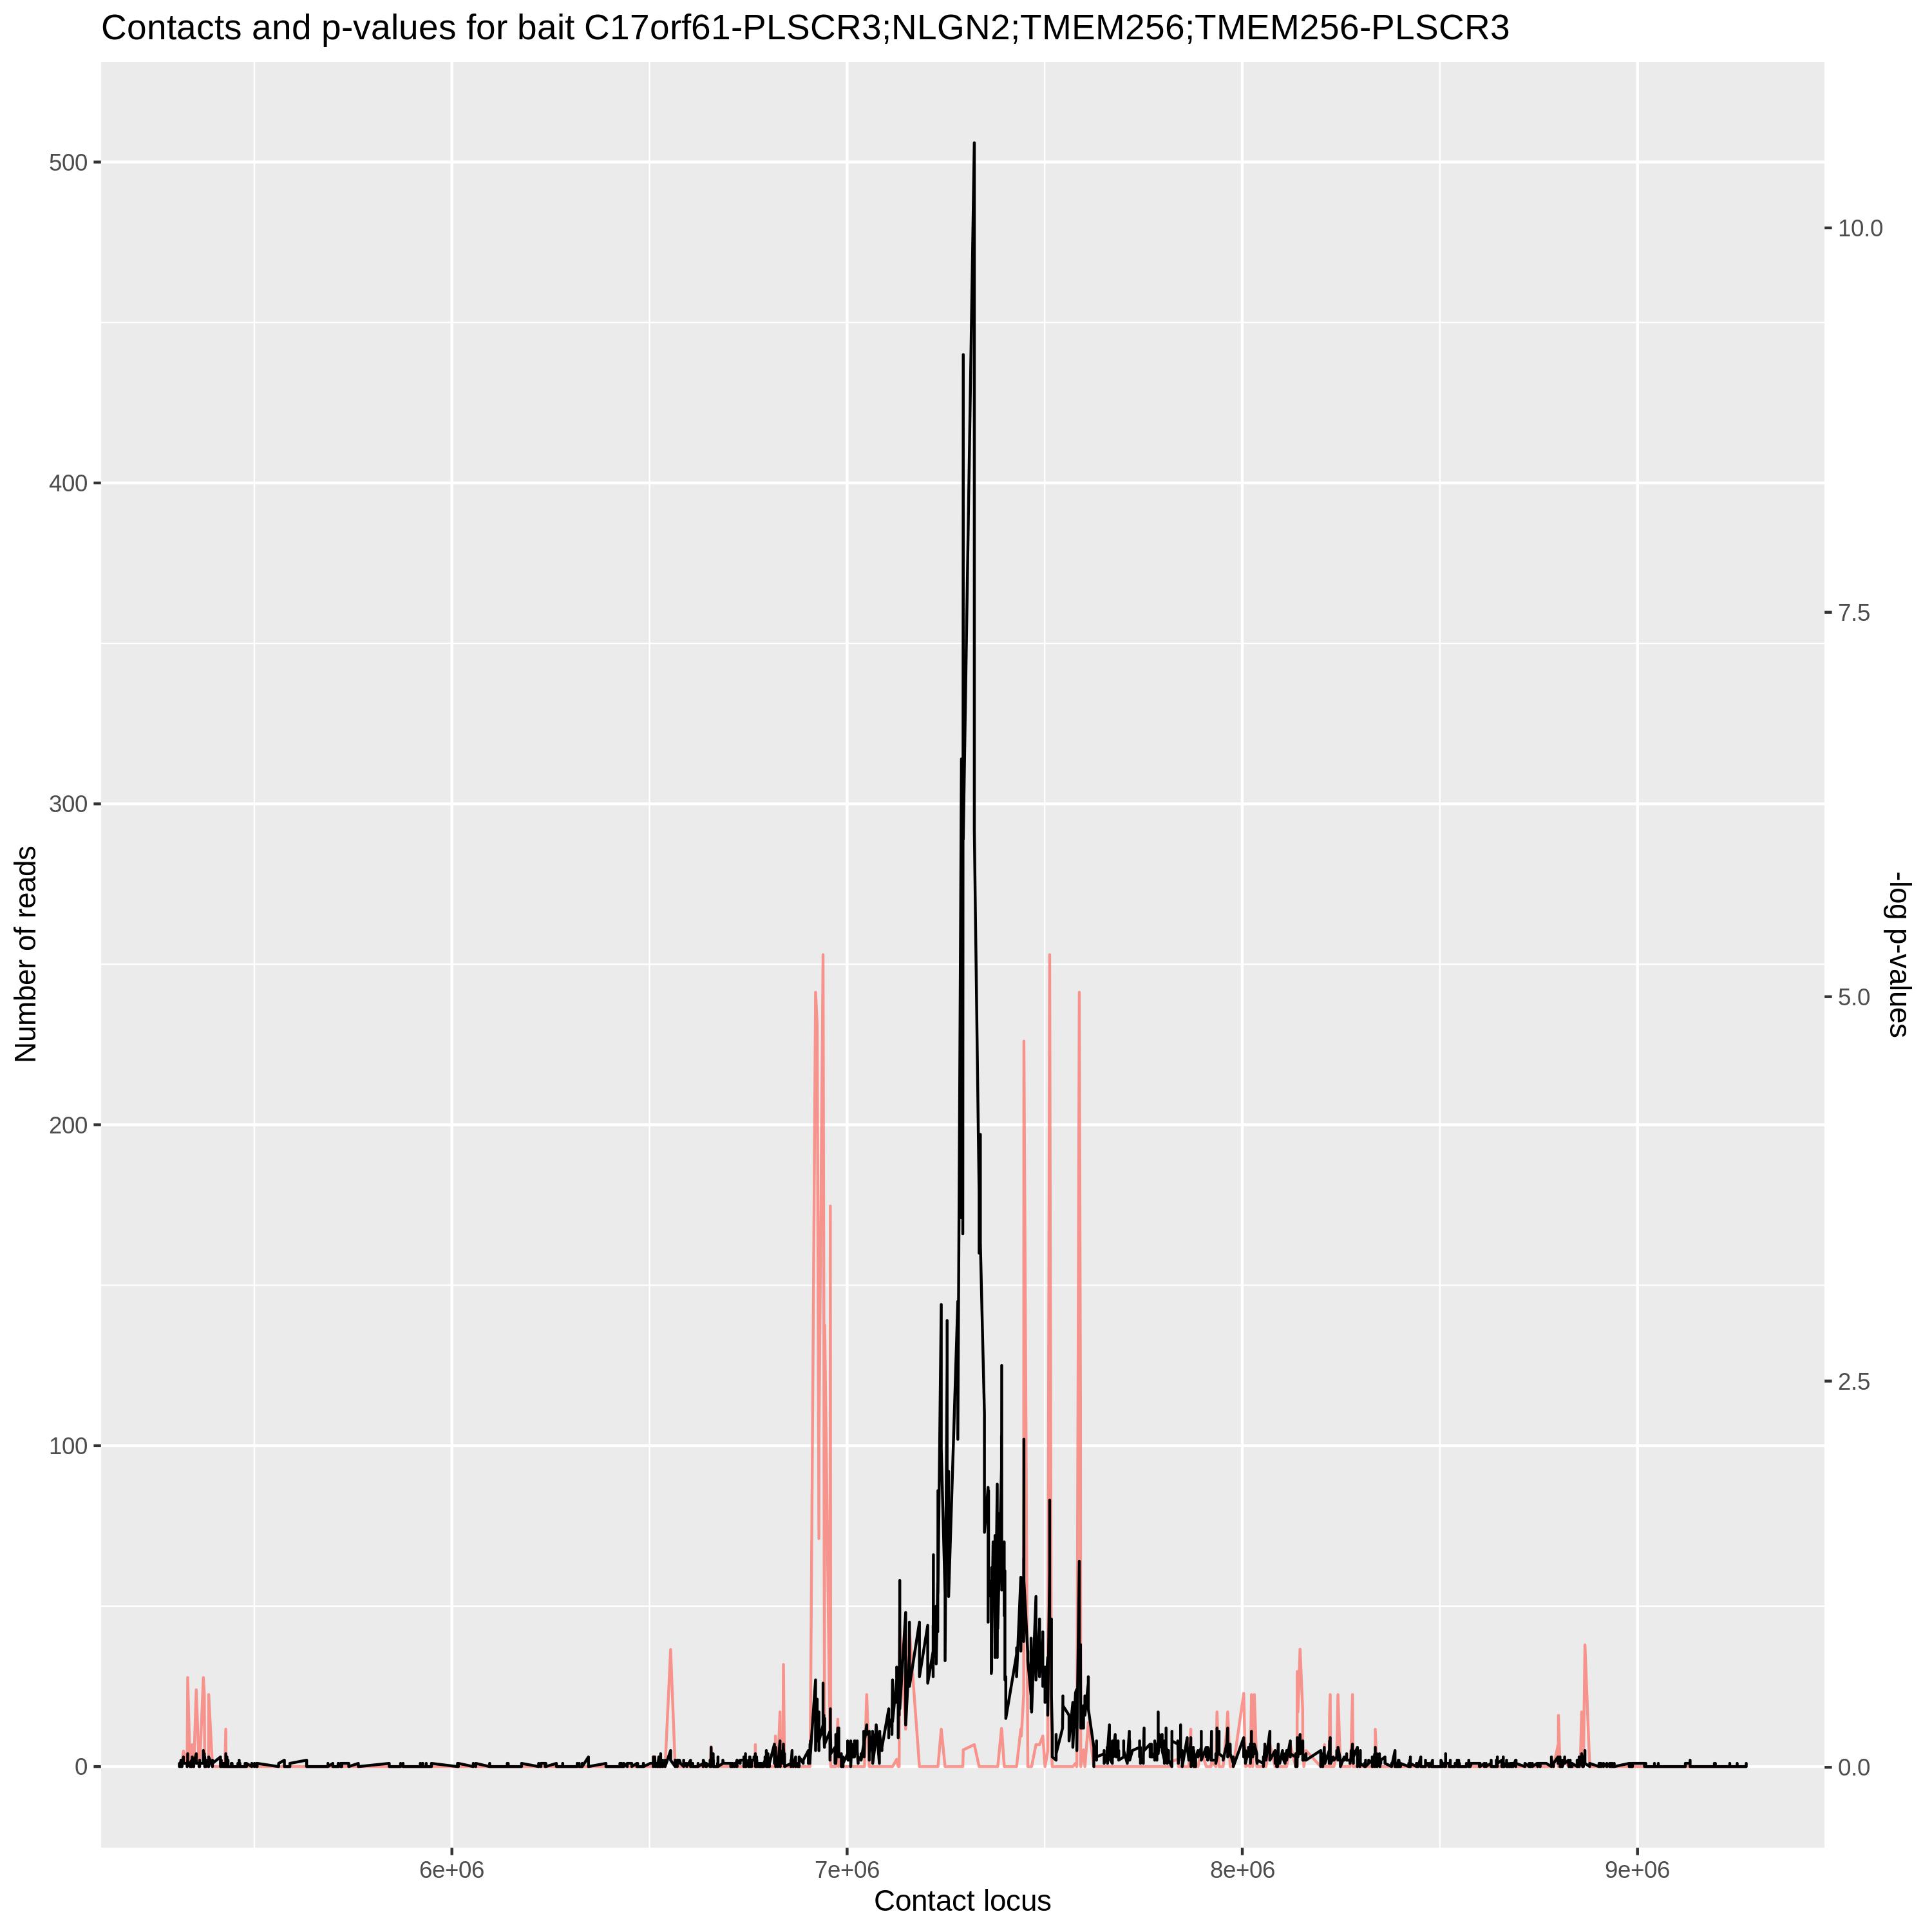 Contacts and p-values for bait C17orf61-PLSCR3;NLGN2;TMEM256;TMEM256-PLSCR3
500
400
300
200
100
0
Number of reads
10.0
7.5
5.0
2.5
0.0
-log p-values
6e+06
7e+06
8e+06
9e+06
Contact locus